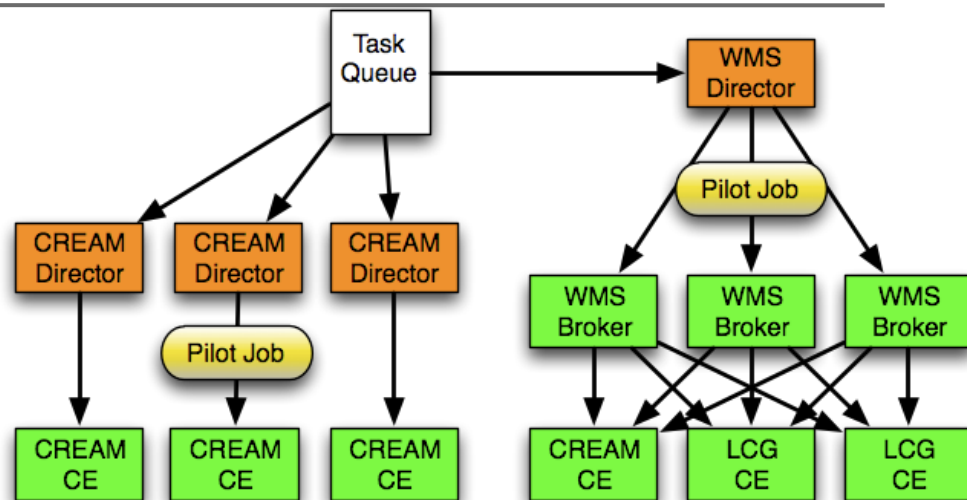 Task
Queue
WMS
Director
Pilot Job
CREAM
Director
CREAM
Director
CREAM
Director
WMS
Broker
WMS
Broker
WMS
Broker
Pilot Job
CREAM
CE
CREAM
CE
CREAM
CE
CREAM
CE
LCG
CE
LCG
CE